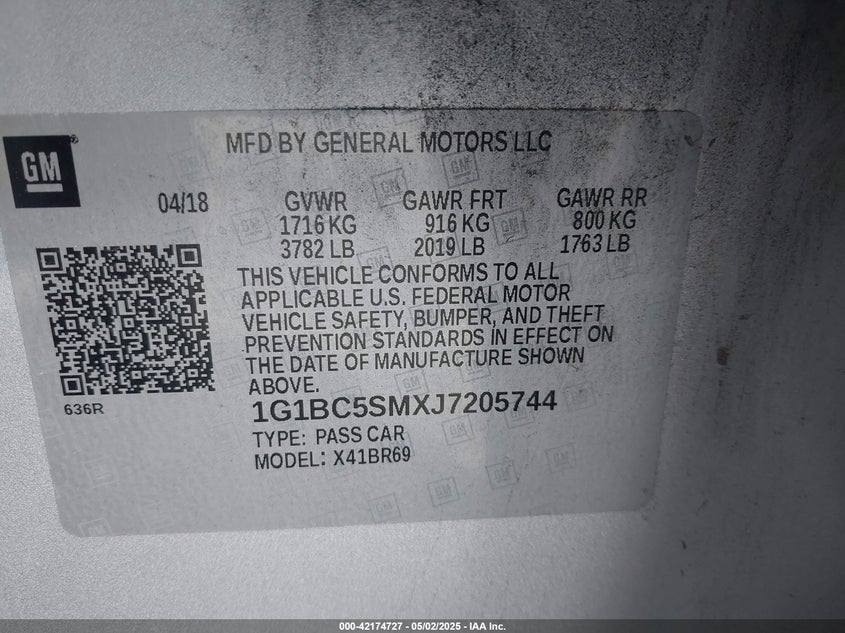 GM
MFD BY GENERAL MOTORS LLC
04/18 GVWR GAWR FRT GAWR RR
1716 KG 916 KG 800 KG
3782 LB 2019 LB 1763 LB
THIS VEHICLE CONFORMS TO ALL
APPLICABLE U.S. FEDERAL MOTOR
VEHICLE SAFETY, BUMPER, AND THEFT
PREVENTION STANDARDS IN EFFECT ON
THE DATE OF MANUFACTURE SHOWN
ABOVE.
636R
1G1BC5SMXJ7205744
TYPE: PASS CAR
MODEL: X41BR69
000-42174727 - 05/02/2025 - IAA Inc.